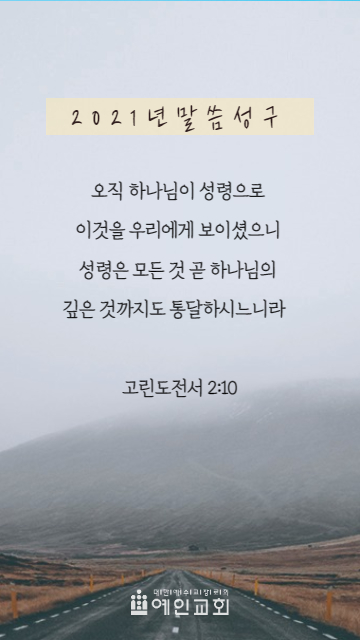 2021년말씀성구
오직 하나님이 성령으로
이것을 우리에게 보이셨으니
성령은 모든 것 곧 하나님의
깊은 것까지도 통달하시느니라
고린도전서 2:10
예인교회